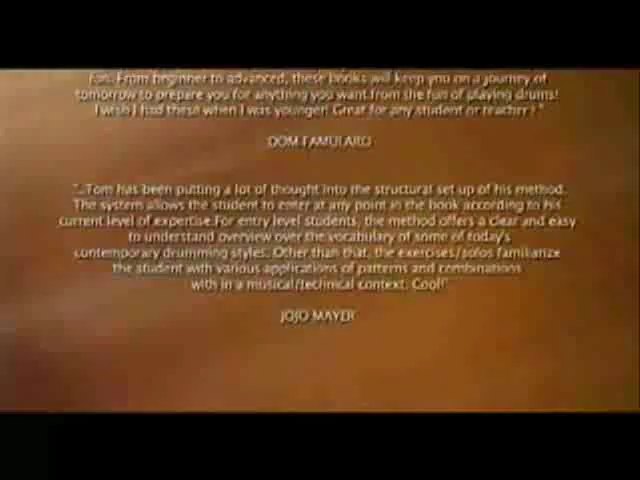 Fun. From beginner to advanced, these books will keep you on a journey of
tomorrow to prepare you for anything you want from the fun of playing drums!
I wish I had these when I was younger! Great for any student or teacher! "
DOM FAMULARO
"..Tom has been putting a lot of thought into the structural set up of his method.
The system allows the student to enter at any point in the book according to his
current level of expertise.For entry level students, the method offers a clear and easy
to understand overview over the vocabulary of some of today's
contemporary drumming styles. Other than that, the exercises/solos familiarize
the student with various applications of patterns and combinations
with in a musical/technical context. Cool!"
JOJO MAYER